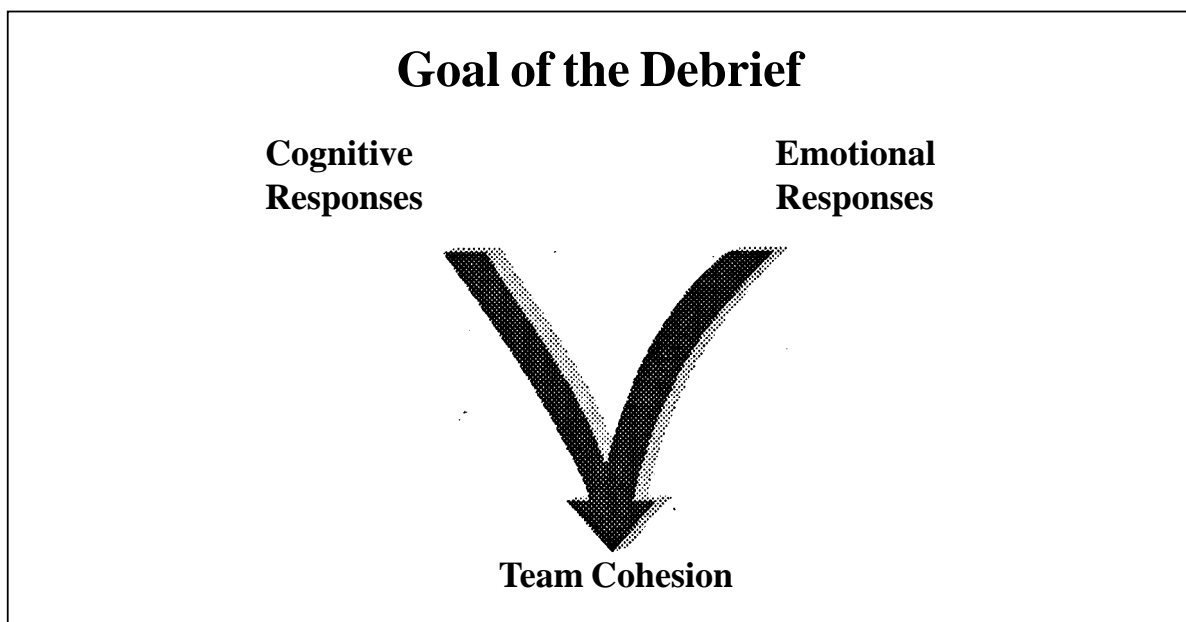 Goal of the Debrief
Cognitive
Responses
Emotional
Responses
Team Cohesion